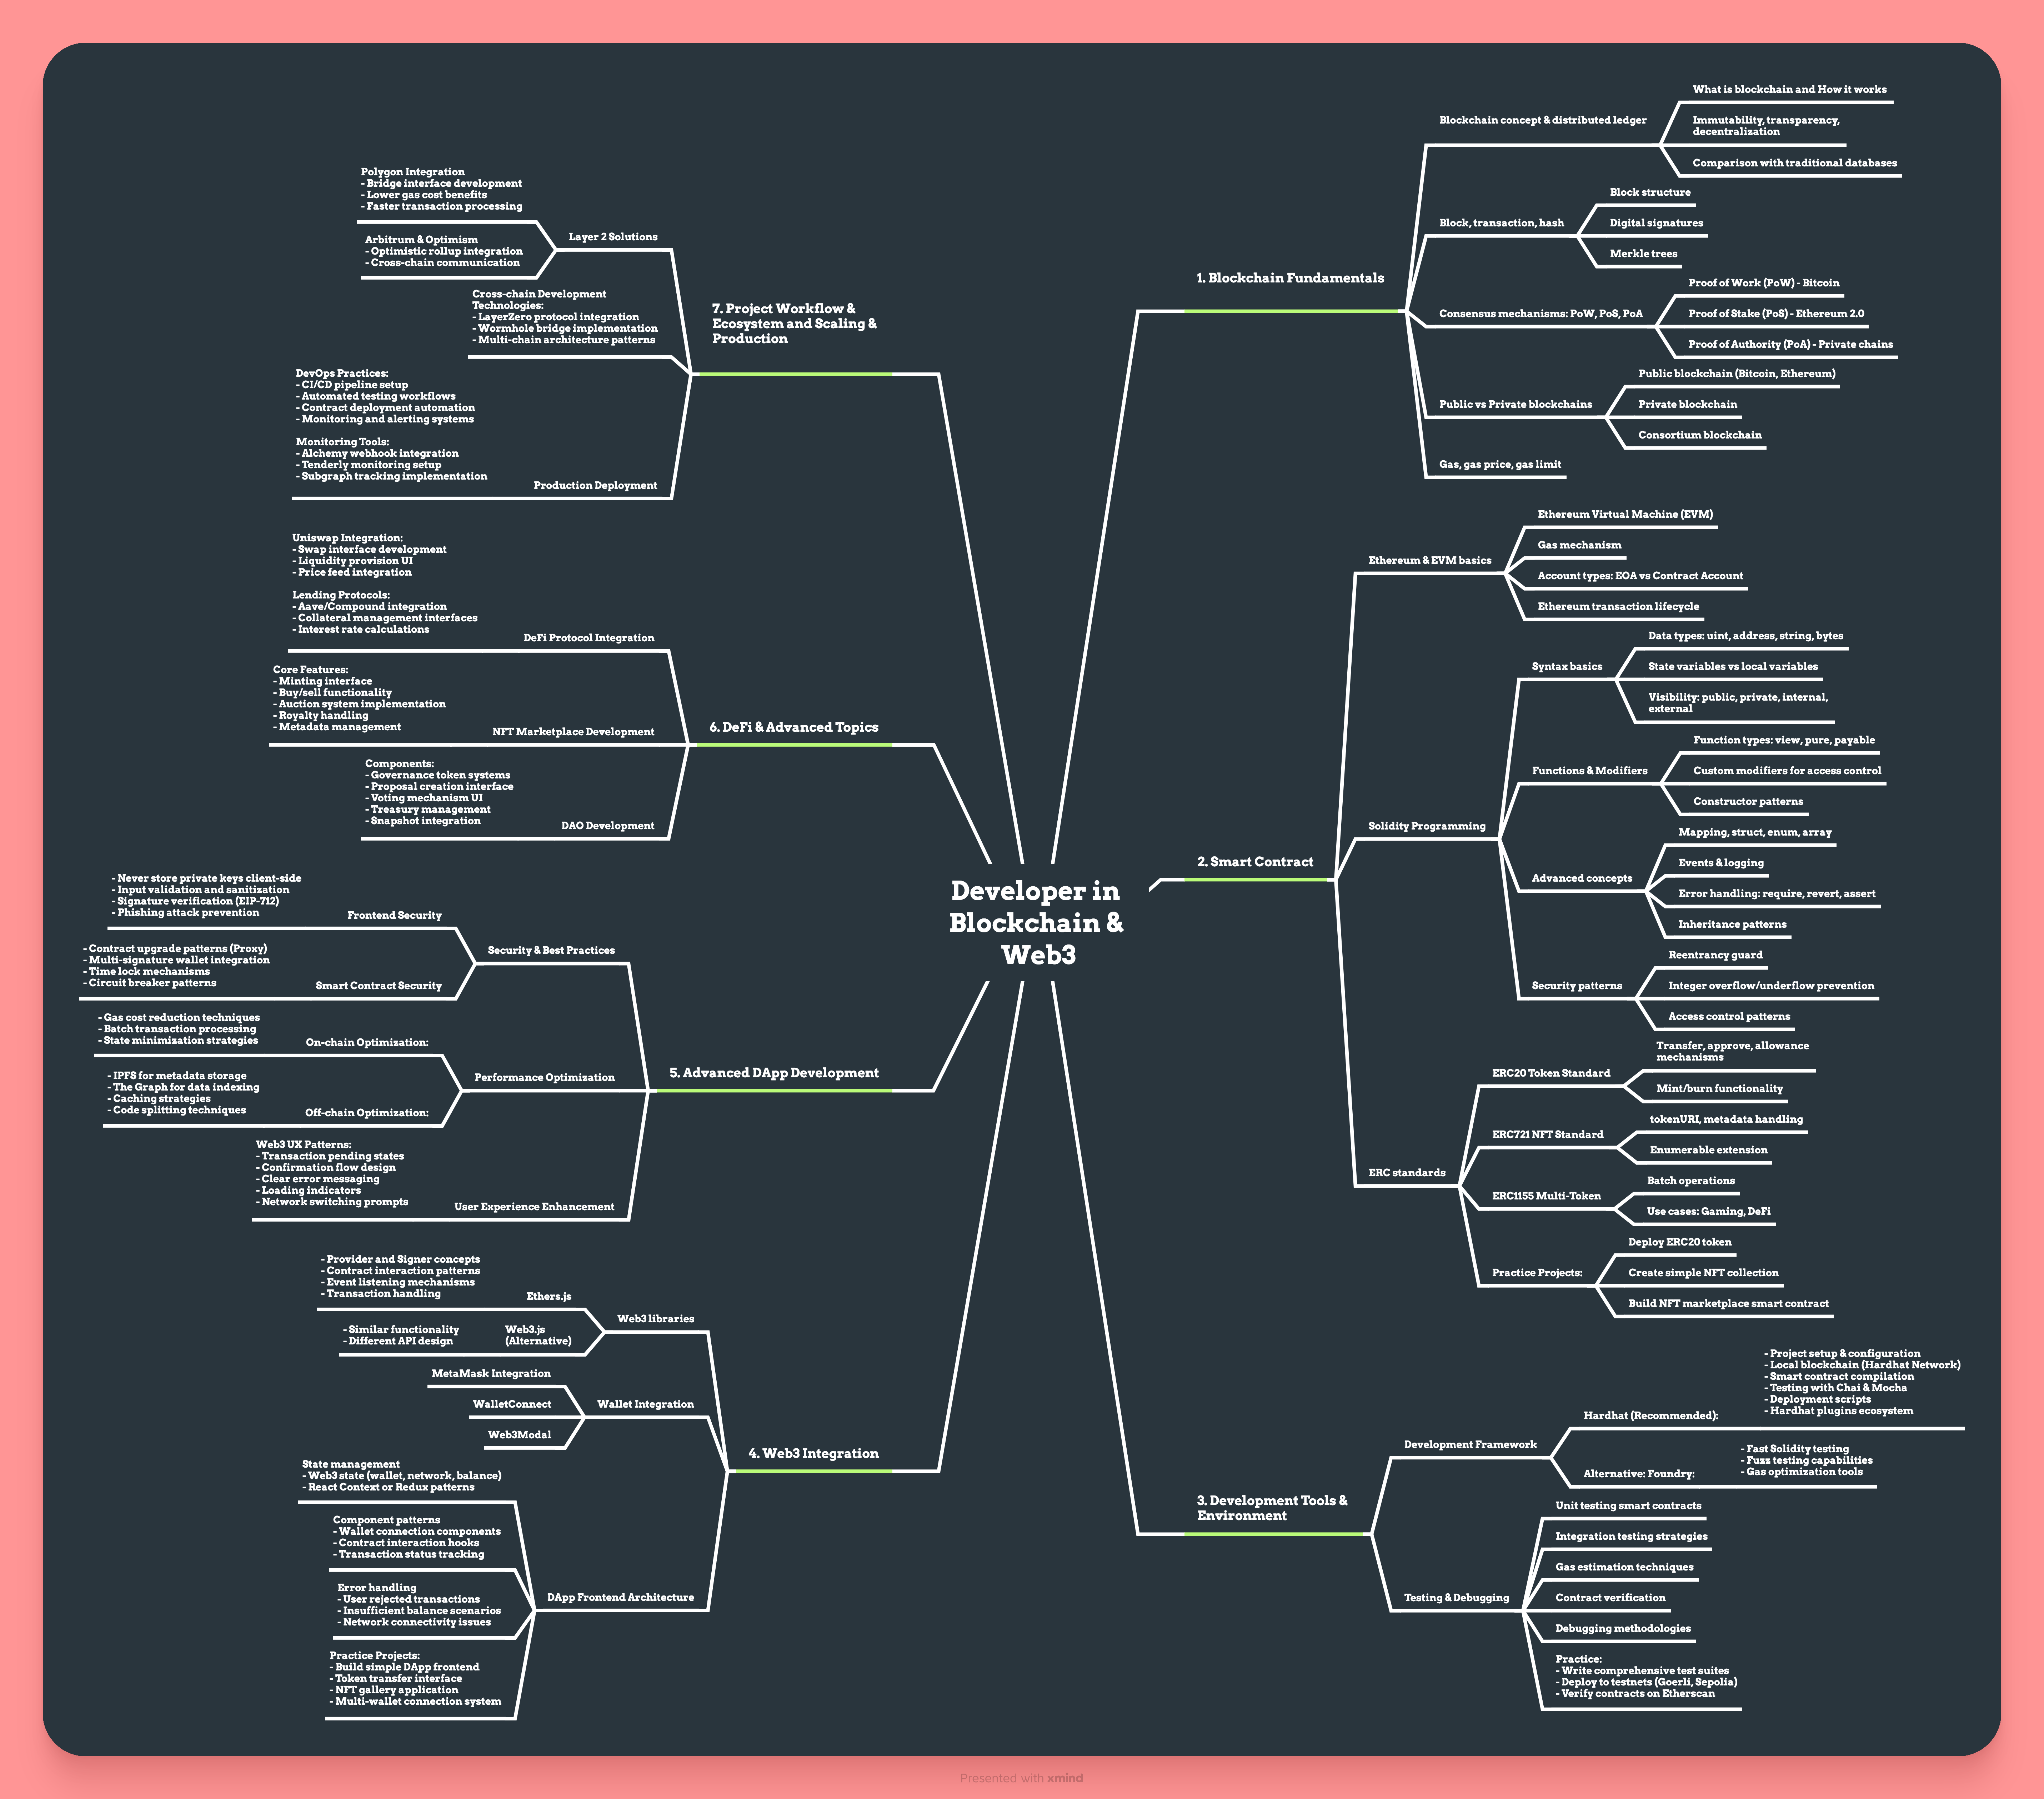 Developer in
Blockchain &
Web3
1. Blockchain Fundamentals
Blockchain concept & distributed ledger
What is blockchain and How it works
Immutability, transparency,
decentralization
Comparison with traditional databases
Block, transaction, hash
Block structure
Digital signatures
Merkle trees
Consensus mechanisms: PoW, PoS, PoA
Proof of Work (PoW) - Bitcoin
Proof of Stake (PoS) - Ethereum 2.0
Proof of Authority (PoA) - Private chains
Public vs Private blockchains
Public blockchain (Bitcoin, Ethereum)
Private blockchain
Consortium blockchain
Gas, gas price, gas limit
2. Smart Contract
Ethereum & EVM basics
Ethereum Virtual Machine (EVM)
Gas mechanism
Account types: EOA vs Contract Account
Ethereum transaction lifecycle
Solidity Programming
Syntax basics
Data types: uint, address, string, bytes
State variables vs local variables
Visibility: public, private, internal,
external
Functions & Modifiers
Function types: view, pure, payable
Custom modifiers for access control
Constructor patterns
Advanced concepts
Mapping, struct, enum, array
Events & logging
Error handling: require, revert, assert
Inheritance patterns
Security patterns
Reentrancy guard
Integer overflow/underflow prevention
Access control patterns
ERC standards
ERC20 Token Standard
Transfer, approve, allowance
mechanisms
Mint/burn functionality
ERC721 NFT Standard
tokenURI, metadata handling
Enumerable extension
ERC1155 Multi-Token
Batch operations
Use cases: Gaming, DeFi
Practice Projects:
Deploy ERC20 token
Create simple NFT collection
Build NFT marketplace smart contract
3. Development Tools &
Environment
Development Framework
Hardhat (Recommended):
- Project setup & configuration
- Local blockchain (Hardhat Network)
- Smart contract compilation
- Testing with Chai & Mocha
- Deployment scripts
- Hardhat plugins ecosystem
Alternative: Foundry:
- Fast Solidity testing
- Fuzz testing capabilities
- Gas optimization tools
Testing & Debugging
Unit testing smart contracts
Integration testing strategies
Gas estimation techniques
Contract verification
Debugging methodologies
Practice:
- Write comprehensive test suites
- Deploy to testnets (Goerli, Sepolia)
- Verify contracts on Etherscan
4. Web3 Integration
Web3 libraries
Ethers.js
- Provider and Signer concepts
- Contract interaction patterns
- Event listening mechanisms
- Transaction handling
Web3.js
(Alternative)
- Similar functionality
- Different API design
Wallet Integration
MetaMask Integration
WalletConnect
Web3Modal
DApp Frontend Architecture
State management
- Web3 state (wallet, network, balance)
- React Context or Redux patterns
Component patterns
- Wallet connection components
- Contract interaction hooks
- Transaction status tracking
Error handling
- User rejected transactions
- Insufficient balance scenarios
- Network connectivity issues
Practice Projects:
- Build simple DApp frontend
- Token transfer interface
- NFT gallery application
- Multi-wallet connection system
5. Advanced DApp Development
Security & Best Practices
Frontend Security
- Never store private keys client-side
- Input validation and sanitization
- Signature verification (EIP-712)
- Phishing attack prevention
Smart Contract Security
- Contract upgrade patterns (Proxy)
- Multi-signature wallet integration
- Time lock mechanisms
- Circuit breaker patterns
Performance Optimization
On-chain Optimization:
- Gas cost reduction techniques
- Batch transaction processing
- State minimization strategies
Off-chain Optimization:
- IPFS for metadata storage
- The Graph for data indexing
- Caching strategies
- Code splitting techniques
User Experience Enhancement
Web3 UX Patterns:
- Transaction pending states
- Confirmation flow design
- Clear error messaging
- Loading indicators
- Network switching prompts
6. DeFi & Advanced Topics
DeFi Protocol Integration
Uniswap Integration:
- Swap interface development
- Liquidity provision UI
- Price feed integration
Lending Protocols:
- Aave/Compound integration
- Collateral management interfaces
- Interest rate calculations
NFT Marketplace Development
Core Features:
- Minting interface
- Buy/sell functionality
- Auction system implementation
- Royalty handling
- Metadata management
DAO Development
Components:
- Governance token systems
- Proposal creation interface
- Voting mechanism UI
- Treasury management
- Snapshot integration
7. Project Workflow &
Ecosystem and Scaling &
Production
Layer 2 Solutions
Polygon Integration
- Bridge interface development
- Lower gas cost benefits
- Faster transaction processing
Arbitrum & Optimism
- Optimistic rollup integration
- Cross-chain communication
Cross-chain Development
Technologies:
- LayerZero protocol integration
- Wormhole bridge implementation
- Multi-chain architecture patterns
Production Deployment
DevOps Practices:
- CI/CD pipeline setup
- Automated testing workflows
- Contract deployment automation
- Monitoring and alerting systems
Monitoring Tools:
- Alchemy webhook integration
- Tenderly monitoring setup
- Subgraph tracking implementation
Presented with xmind